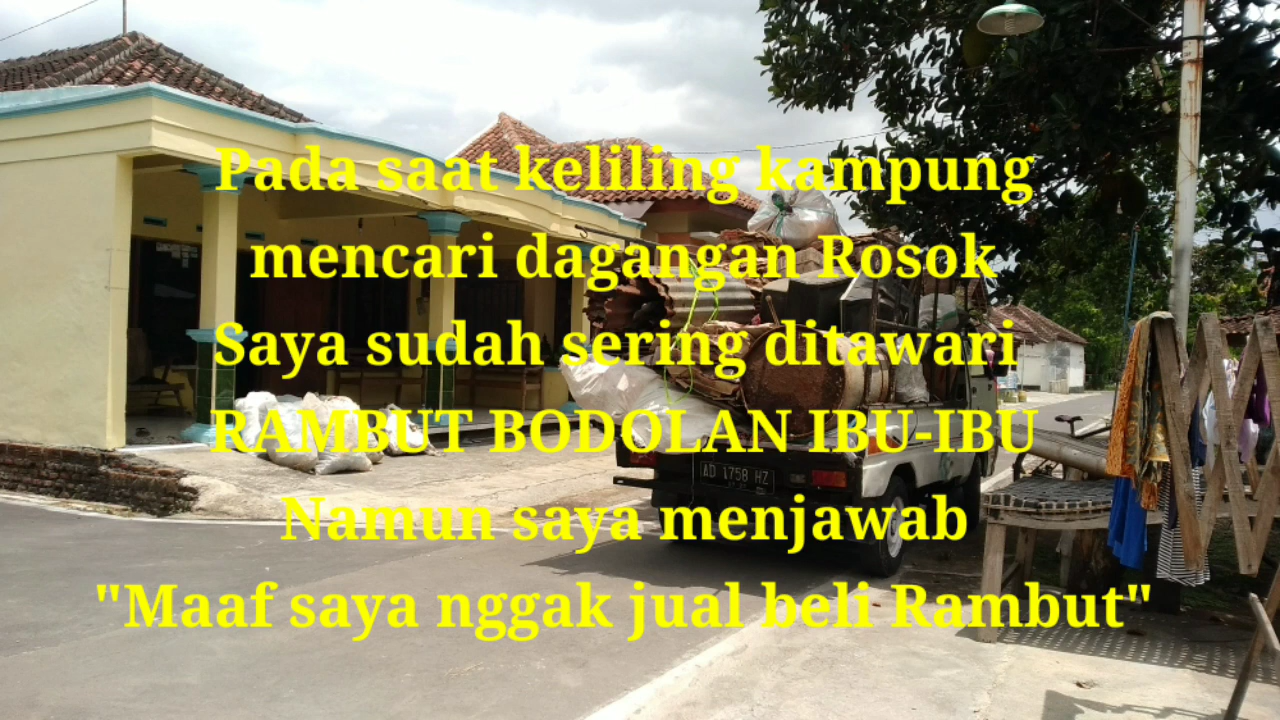 Pada saat keliling kampung
mencari dagangan Rosok
Saya sudah sering ditawari
RAMBUT BODOLAN IBU-IBU
Namun saya menjawab
"Maaf saya nggak jual beli Rambut"
AD 1758 HZ